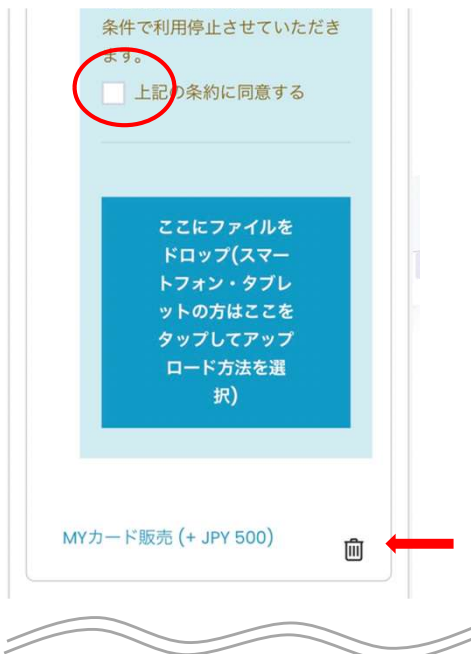 条件で利用停止させていただき
ます。
上記の条約に同意する
ここにファイルを
ドロップ(スマー
トフォン・タブレ
ットの方はここを
タップしてアップ
ロード方法を選
択)
MYカード販売 (+ JPY 500)